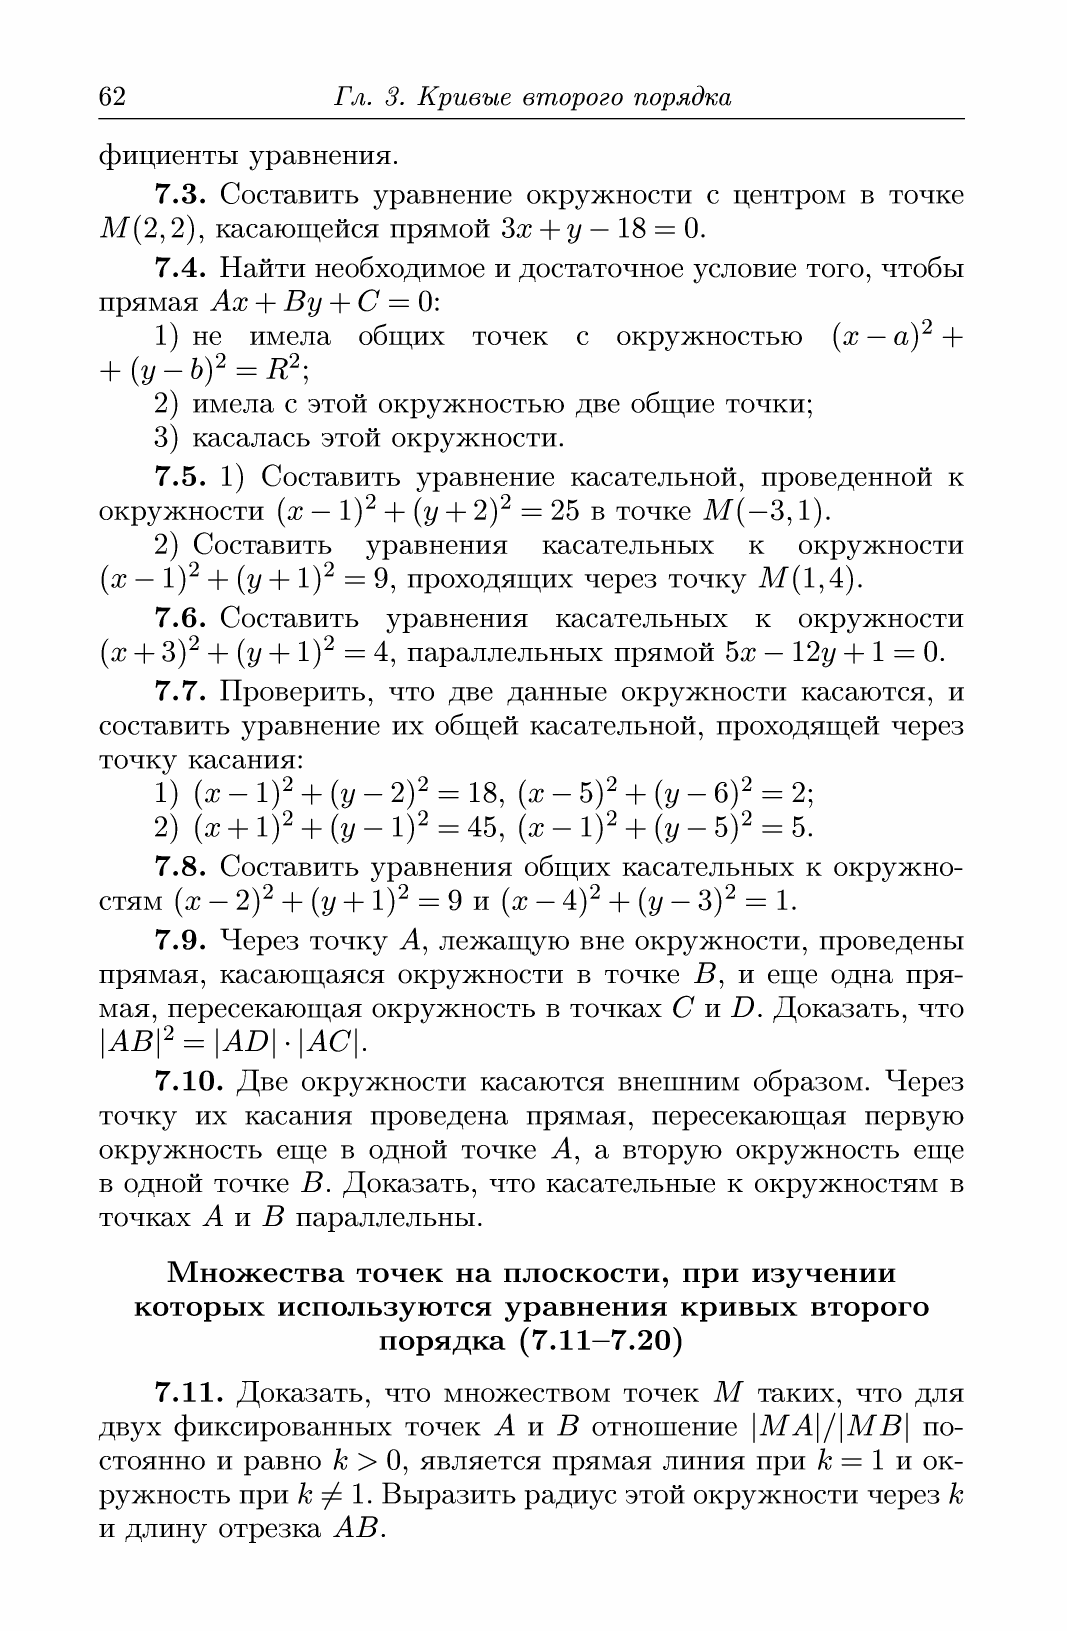 62 Гл. 3. Кривые второго порядка
фициенты уравнения.
7.3. Составить уравнение окружности с центром в точке
M(2, 2), касающейся прямой 3x + y − 18 = 0.
7.4. Найти необходимое и достаточное условие того, чтобы
прямая Ax + By + C = 0:
1) не имела общих точек с окружностью (x − a)² +
+ (y − b)² = R²;
2) имела с этой окружностью две общие точки;
3) касалась этой окружности.
7.5. 1) Составить уравнение касательной, проведенной к
окружности (x − 1)² + (y + 2)² = 25 в точке M(−3, 1).
2) Составить уравнения касательных к окружности
(x − 1)² + (y + 1)² = 9, проходящих через точку M(1, 4).
7.6. Составить уравнения касательных к окружности
(x + 3)² + (y + 1)² = 4, параллельных прямой 5x − 12y + 1 = 0.
7.7. Проверить, что две данные окружности касаются, и
составить уравнение их общей касательной, проходящей через
точку касания:
1) (x − 1)² + (y − 2)² = 18, (x − 5)² + (y − 6)² = 2;
2) (x + 1)² + (y − 1)² = 45, (x − 1)² + (y − 5)² = 5.
7.8. Составить уравнения общих касательных к окружно-
стям (x − 2)² + (y + 1)² = 9 и (x − 4)² + (y − 3)² = 1.
7.9. Через точку A, лежащую вне окружности, проведены
прямая, касающаяся окружности в точке B, и еще одна пря-
мая, пересекающая окружность в точках C и D. Доказать, что
|AB|² = |AD| · |AC|.
7.10. Две окружности касаются внешним образом. Через
точку их касания проведена прямая, пересекающая первую
окружность еще в одной точке A, а вторую окружность еще
в одной точке B. Доказать, что касательные к окружностям в
точках A и B параллельны.
Множества точек на плоскости, при изучении
которых используются уравнения кривых второго
порядка (7.11–7.20)
7.11. Доказать, что множеством точек M таких, что для
двух фиксированных точек A и B отношение |MA|/|MB| по-
стоянно и равно k > 0, является прямая линия при k = 1 и ок-
ружность при k ≠ 1. Выразить радиус этой окружности через k
и длину отрезка AB.